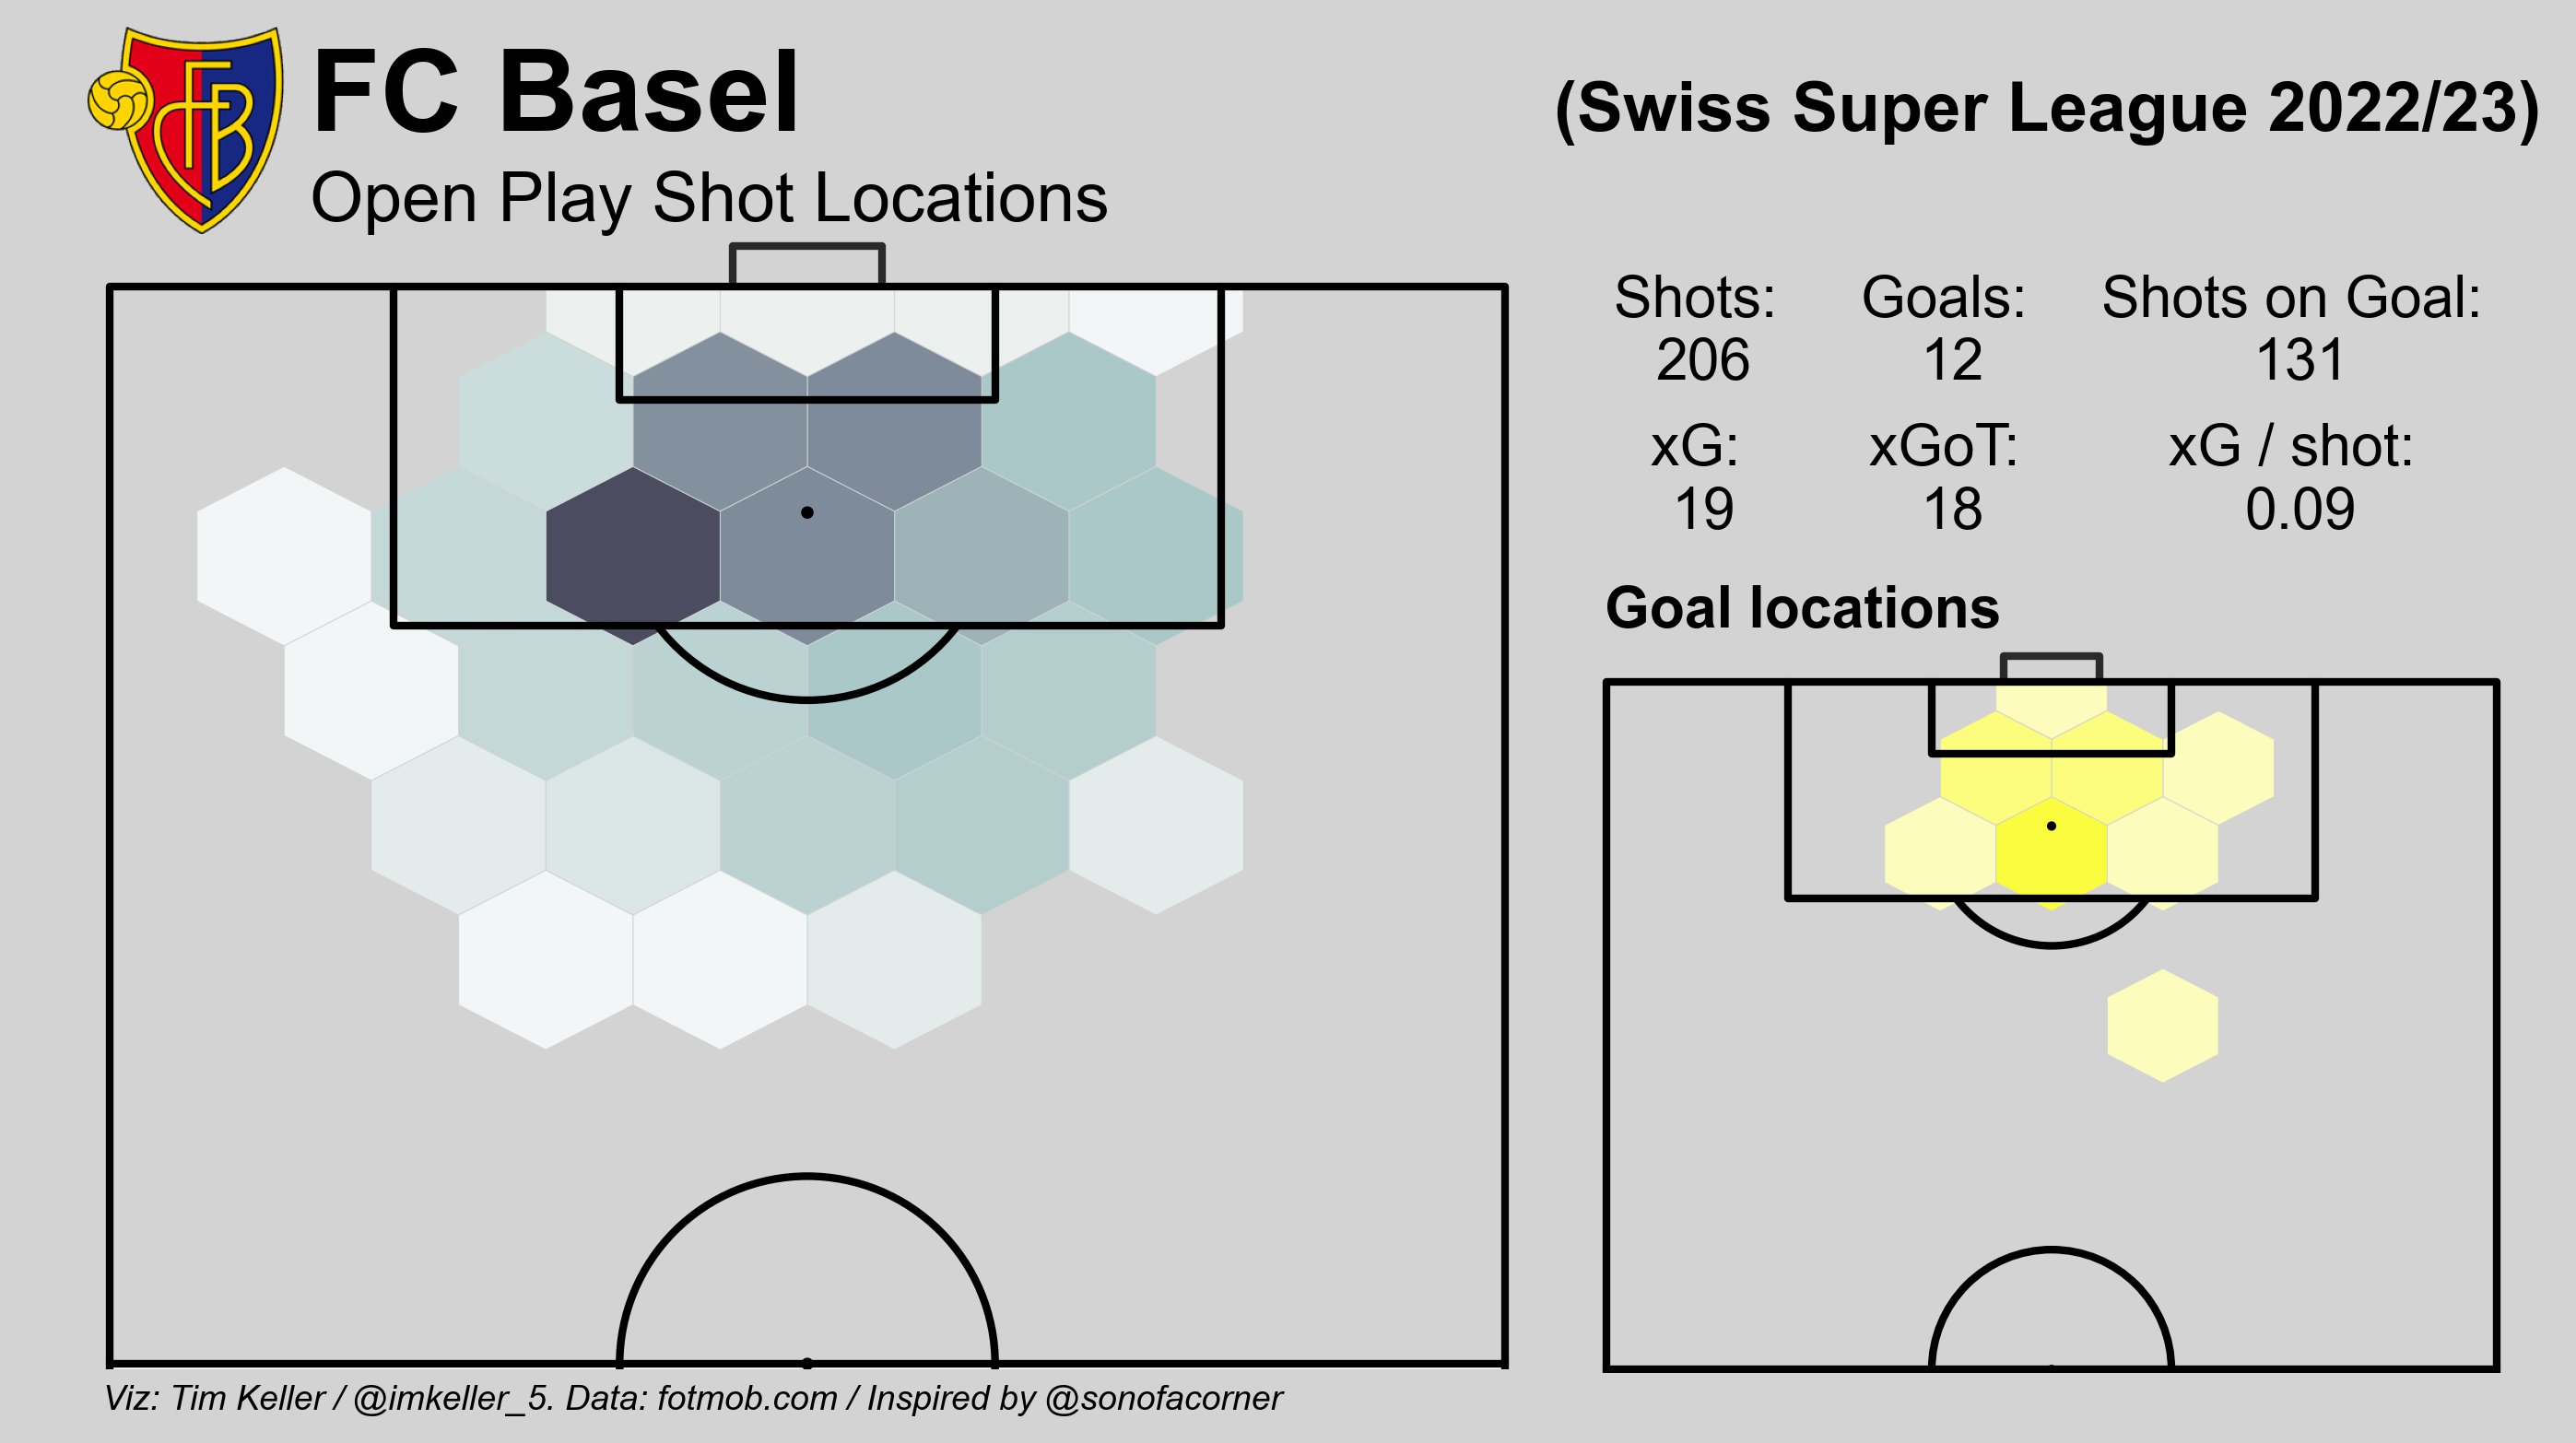 FC Basel
(Swiss Super League 2022/23)
Open Play Shot Locations
FCB
Shots: Goals: Shots on Goal:
206 12 131
xG: xGoT: xG / shot:
19 18 0.09
Goal locations
Viz: Tim Keller / @imkeller_5. Data: fotmob.com / Inspired by @sonofacorner